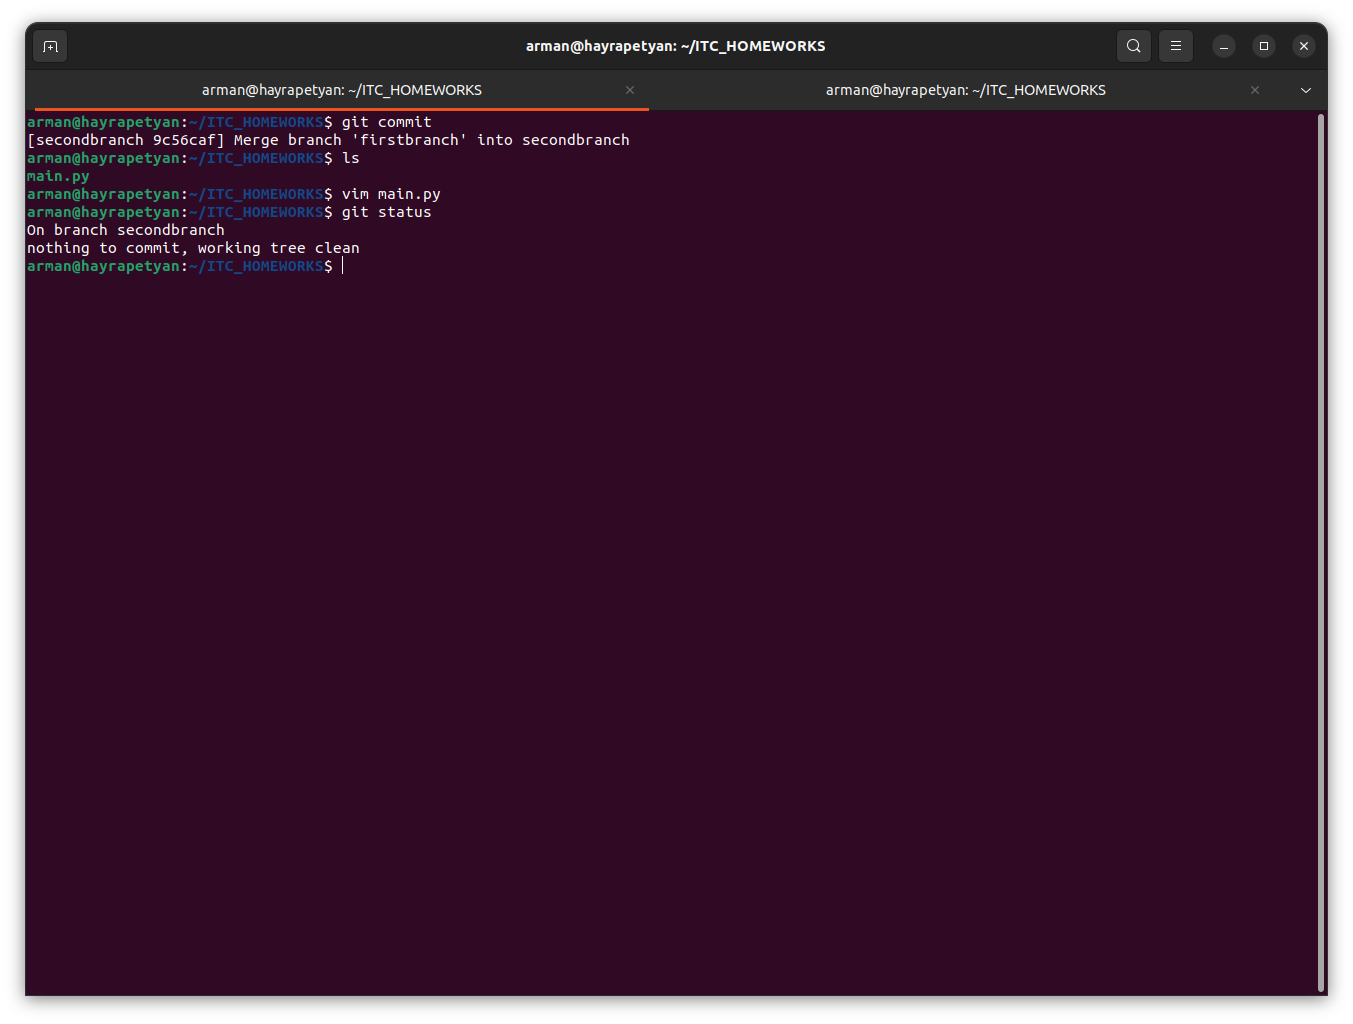 arman@hayrapetyan: ~/ITC_HOMEWORKS
arman@hayrapetyan: ~/ITC_HOMEWORKS
arman@hayrapetyan: ~/ITC_HOMEWORKS
arman@hayrapetyan:~/ITC_HOMEWORKS$ git commit
[secondbranch 9c56caf] Merge branch 'firstbranch' into secondbranch
arman@hayrapetyan:~/ITC_HOMEWORKS$ ls
main.py
arman@hayrapetyan:~/ITC_HOMEWORKS$ vim main.py
arman@hayrapetyan:~/ITC_HOMEWORKS$ git status
On branch secondbranch
nothing to commit, working tree clean
arman@hayrapetyan:~/ITC_HOMEWORKS$